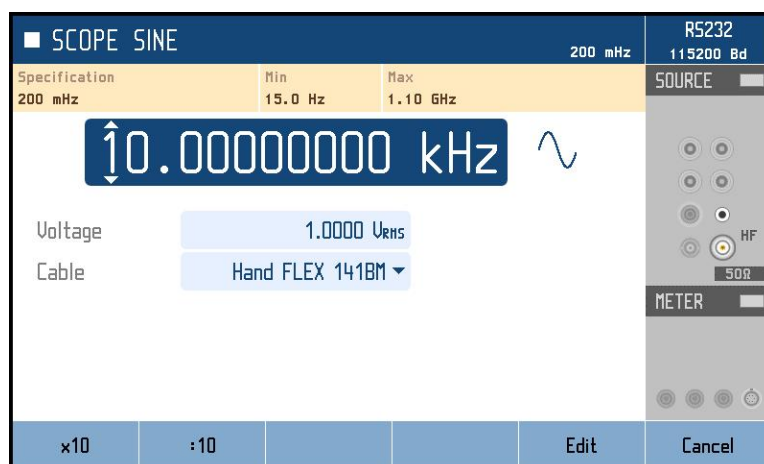 SCOPE SINE
200 mHz
RS232
115200 Bd
Specification
200 mHz
Min
15.0 Hz
Max
1.10 GHz
SOURCE
10.00000000 kHz
Voltage
1.0000 VRMS
Cable
Hand FLEX 141BM
HF
50Ω
METER
x10
:10
Edit
Cancel